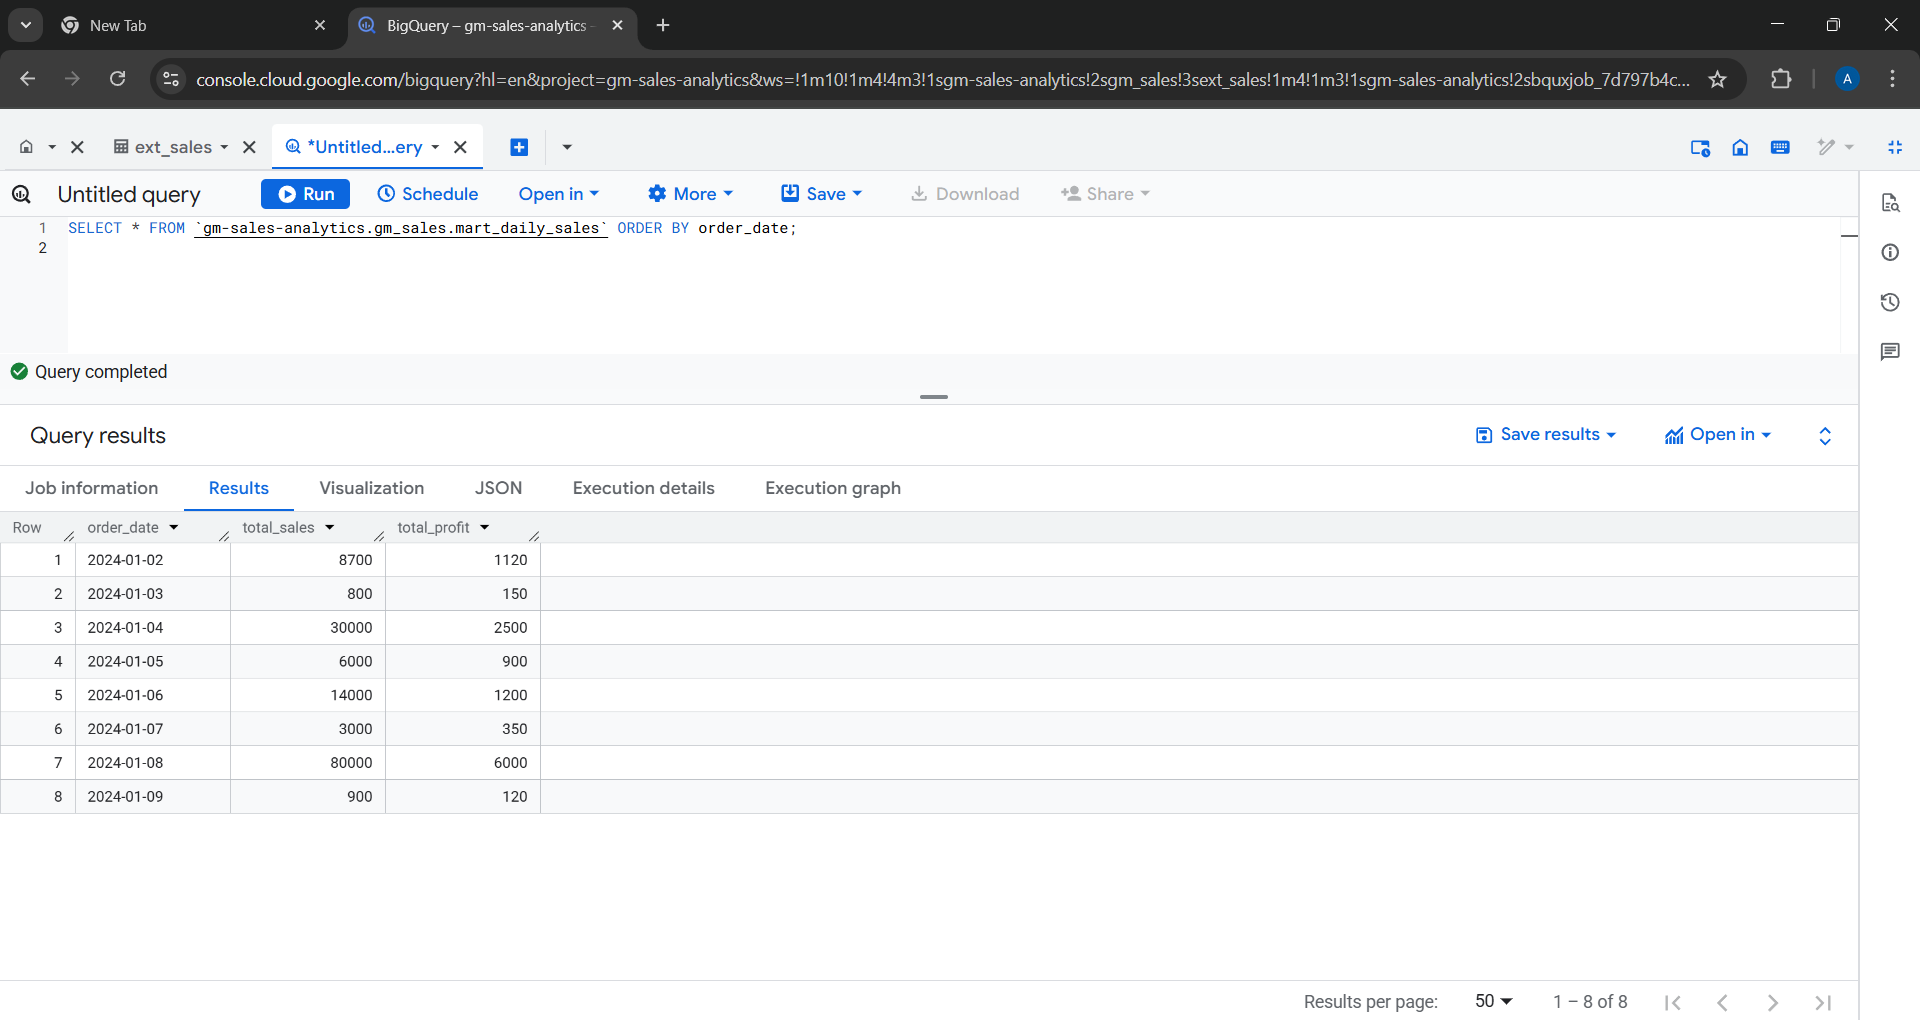 New Tab
BigQuery – gm-sales-analytics -
console.cloud.google.com/bigquery?hl=en&project=gm-sales-analytics&ws=!1m10!1m4!4m3!1sgm-sales-analytics!2sgm_sales!3sext_sales!1m4!1m3!1sgm-sales-analytics!2sbquxjob_7d797b4c...
A
ext_sales
*Untitled...ery
Untitled query
Run
Schedule
Open in
More
Save
Download
Share
1 SELECT * FROM `gm-sales-analytics.gm_sales.mart_daily_sales` ORDER BY order_date;
2
Query completed
Query results
Save results
Open in
Job information
Results
Visualization
JSON
Execution details
Execution graph
Row order_date total_sales total_profit
1 2024-01-02 8700 1120
2 2024-01-03 800 150
3 2024-01-04 30000 2500
4 2024-01-05 6000 900
5 2024-01-06 14000 1200
6 2024-01-07 3000 350
7 2024-01-08 80000 6000
8 2024-01-09 900 120
Results per page: 50 1 – 8 of 8